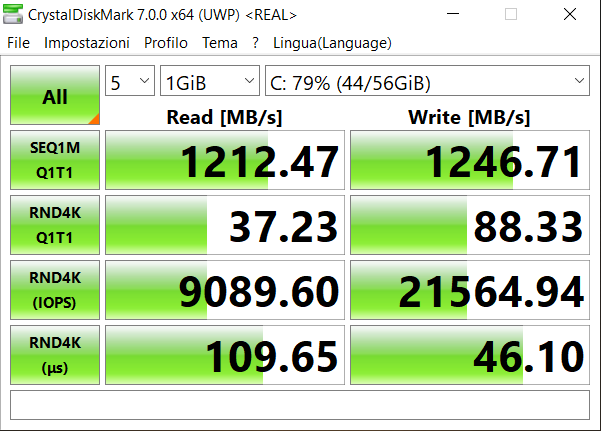 CrystalDiskMark 7.0.0 x64 (UWP) <REAL>
File Impostazioni Profilo Tema ? Lingua(Language)
All 5 1GiB C: 79% (44/56GiB)
Read [MB/s] Write [MB/s]
SEQ1M
Q1T1
1212.47 1246.71
RND4K
Q1T1
37.23 88.33
RND4K
(IOPS)
9089.60 21564.94
RND4K
(μs)
109.65 46.10